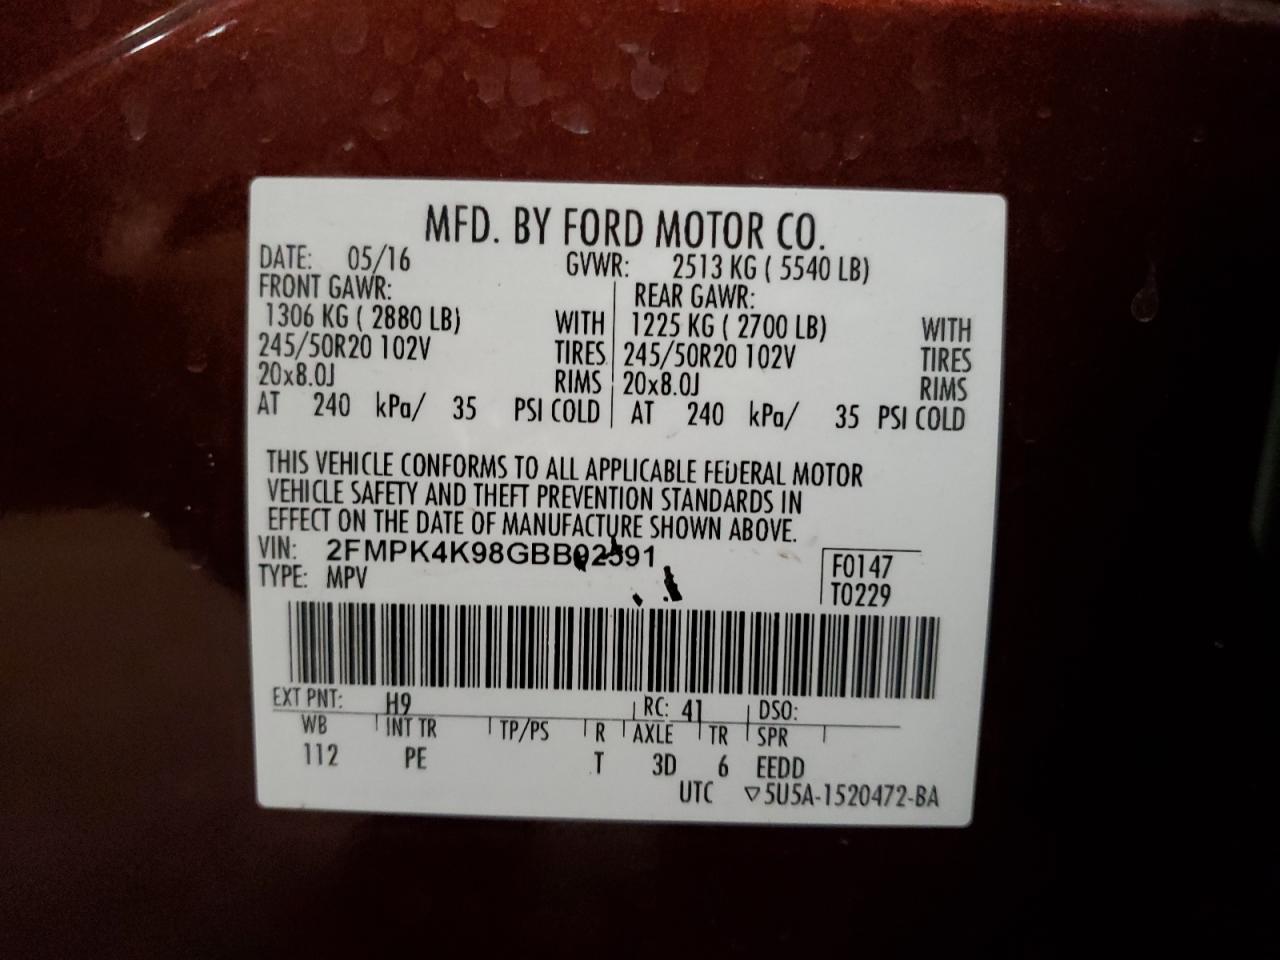 MFD. BY FORD MOTOR CO.
DATE: 05/16 GVWR: 2513 KG ( 5540 LB)
FRONT GAWR: REAR GAWR:
1306 KG ( 2880 LB) WITH 1225 KG ( 2700 LB) WITH
245/50R20 102V TIRES 245/50R20 102V TIRES
20x8.0J RIMS 20x8.0J RIMS
AT 240 kPa/ 35 PSI COLD AT 240 kPa/ 35 PSI COLD
THIS VEHICLE CONFORMS TO ALL APPLICABLE FEDERAL MOTOR
VEHICLE SAFETY AND THEFT PREVENTION STANDARDS IN
EFFECT ON THE DATE OF MANUFACTURE SHOWN ABOVE.
VIN: 2FMPK4K98GBB02591
TYPE: MPV
F0147
T0229
EXT PNT: H9 RC: 41 DSO:
WB INT TR TP/PS R AXLE TR SPR
112 PE T 3D 6 EEDD
UTC ▽5U5A-1520472-BA